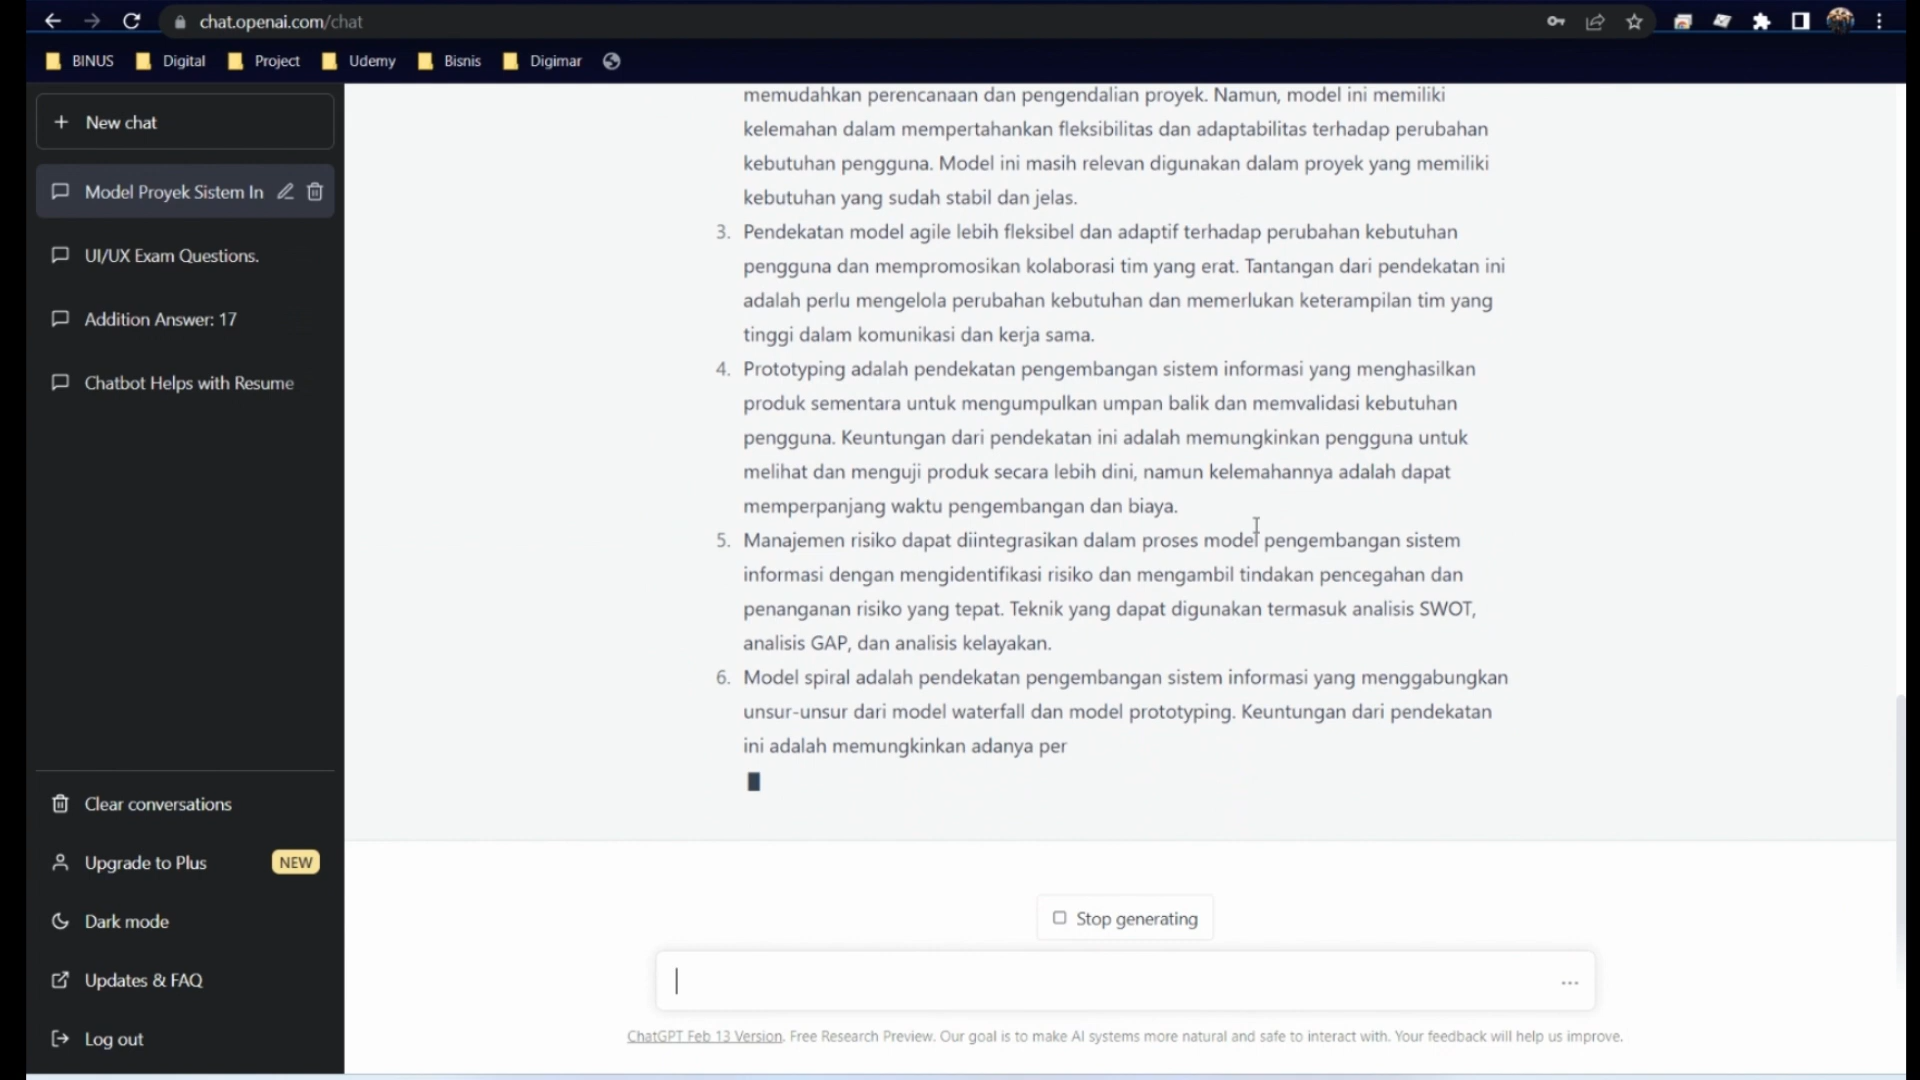 chat.openai.com/chat
BINUS
Digital
Project
Udemy
Bisnis
Digimar
New chat
Model Proyek Sistem In
UI/UX Exam Questions.
Addition Answer: 17
Chatbot Helps with Resume
Clear conversations
Upgrade to Plus
NEW
Dark mode
Updates & FAQ
Log out
memudahkan perencanaan dan pengendalian proyek. Namun, model ini memiliki
kelemahan dalam mempertahankan fleksibilitas dan adaptabilitas terhadap perubahan
kebutuhan pengguna. Model ini masih relevan digunakan dalam proyek yang memiliki
kebutuhan yang sudah stabil dan jelas.
3. Pendekatan model agile lebih fleksibel dan adaptif terhadap perubahan kebutuhan
pengguna dan mempromosikan kolaborasi tim yang erat. Tantangan dari pendekatan ini
adalah perlu mengelola perubahan kebutuhan dan memerlukan keterampilan tim yang
tinggi dalam komunikasi dan kerja sama.
4. Prototyping adalah pendekatan pengembangan sistem informasi yang menghasilkan
produk sementara untuk mengumpulkan umpan balik dan memvalidasi kebutuhan
pengguna. Keuntungan dari pendekatan ini adalah memungkinkan pengguna untuk
melihat dan menguji produk secara lebih dini, namun kelemahannya adalah dapat
memperpanjang waktu pengembangan dan biaya.
5. Manajemen risiko dapat diintegrasikan dalam proses model pengembangan sistem
informasi dengan mengidentifikasi risiko dan mengambil tindakan pencegahan dan
penanganan risiko yang tepat. Teknik yang dapat digunakan termasuk analisis SWOT,
analisis GAP, dan analisis kelayakan.
6. Model spiral adalah pendekatan pengembangan sistem informasi yang menggabungkan
unsur-unsur dari model waterfall dan model prototyping. Keuntungan dari pendekatan
ini adalah memungkinkan adanya per
Stop generating
ChatGPT Feb 13 Version. Free Research Preview. Our goal is to make AI systems more natural and safe to interact with. Your feedback will help us improve.